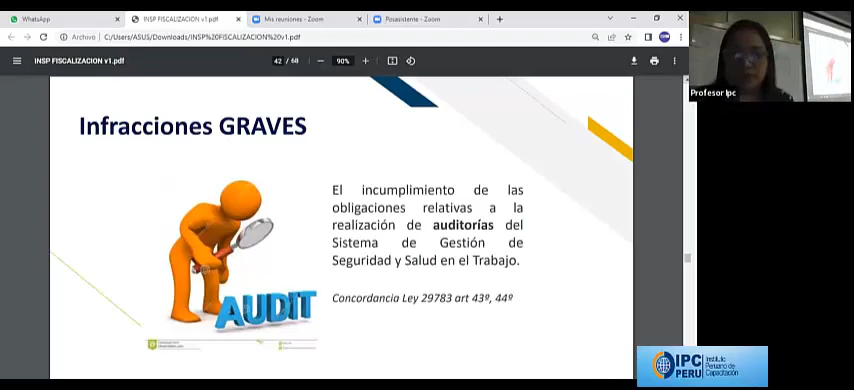 WhatsApp
INSP FISCALIZACION v1.pdf
Mis reuniones - Zoom
Posasistente - Zoom
Archivo | C:/Users/ASUS/Downloads/INSP%20FISCALIZACION%20v1.pdf
INSP FISCALIZACION v1.pdf
42 / 68
90%
Profesor Ipc
Infracciones GRAVES
El incumplimiento de las
obligaciones relativas a la
realización de auditorías del
Sistema de Gestión de
Seguridad y Salud en el Trabajo.
Concordancia Ley 29783 art 43º, 44º
AUDIT
IPC
PERU
Instituto
Peruano de
Capacitación